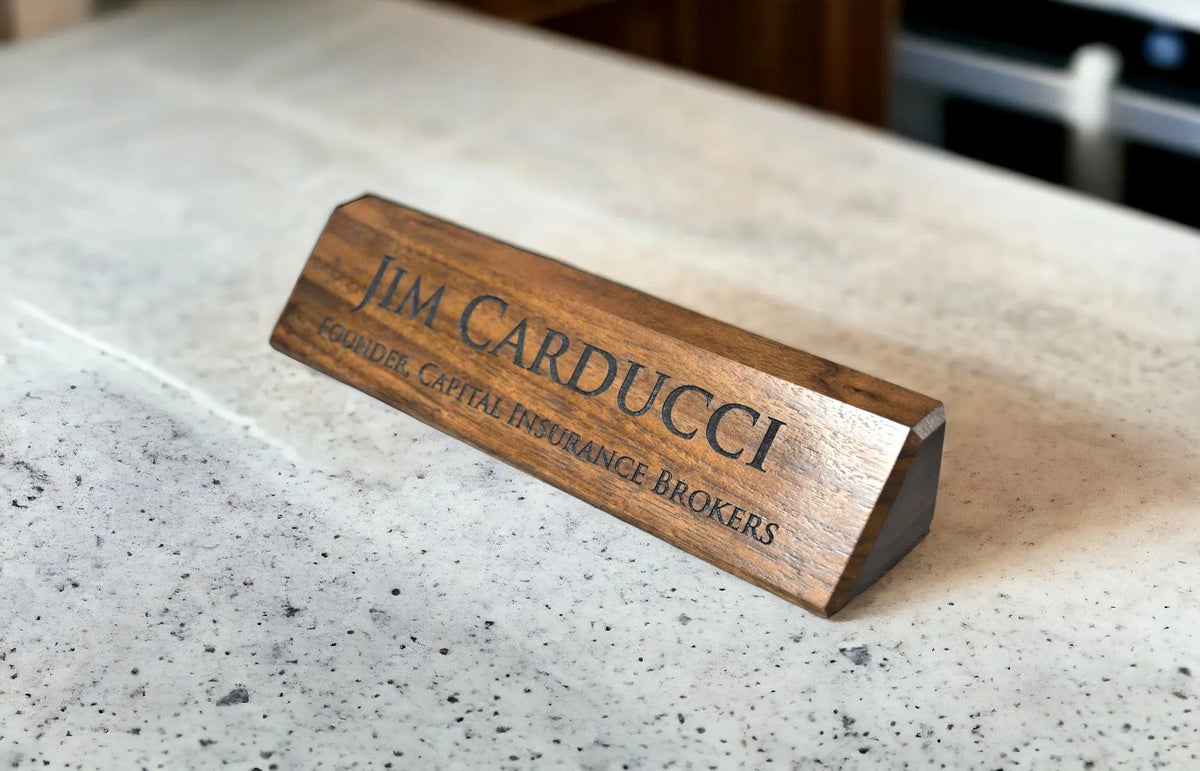 Jim Carducci
Founder, Capital Insurance Brokers